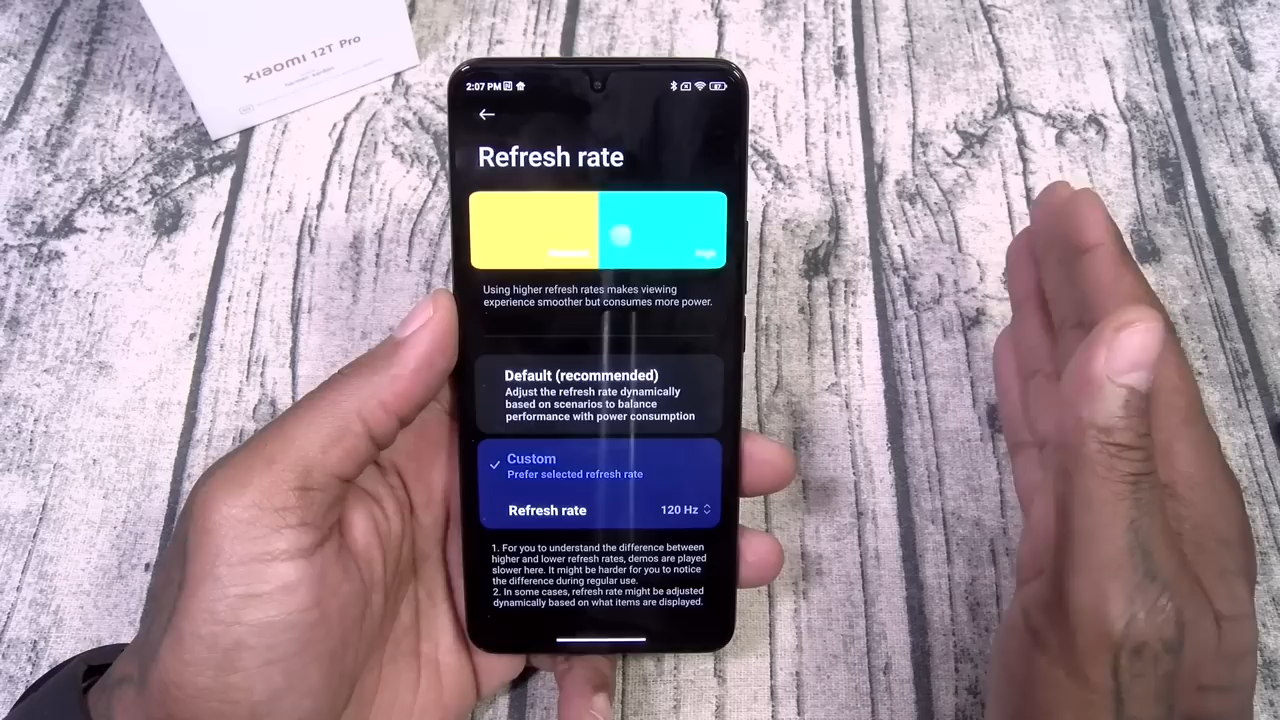 xiaomi 12T Pro
harman kardon
2:07 PM
87
Refresh rate
Using higher refresh rates makes viewing
experience smoother but consumes more power.
Default (recommended)
Adjust the refresh rate dynamically
based on scenarios to balance
performance with power consumption
Custom
Prefer selected refresh rate
Refresh rate 120 Hz
1. For you to understand the difference between
higher and lower refresh rates, demos are played
slower here. It might be harder for you to notice
the difference during regular use.
2. In some cases, refresh rate might be adjusted
dynamically based on what items are displayed.